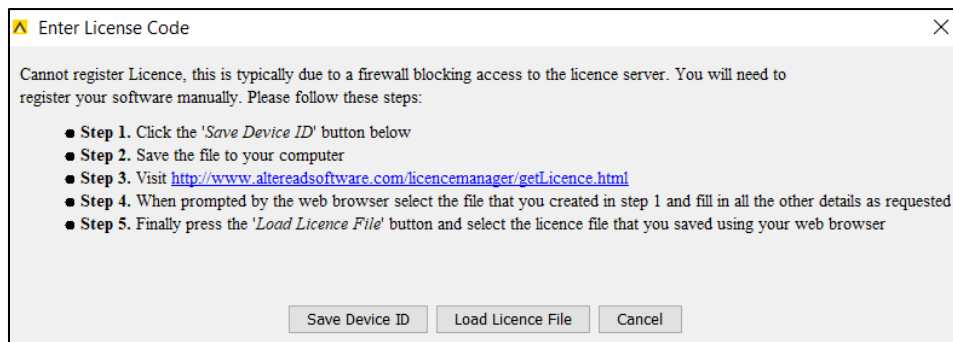 Enter License Code
Cannot register Licence, this is typically due to a firewall blocking access to the licence server. You will need to
register your software manually. Please follow these steps:
Step 1. Click the 'Save Device ID' button below
Step 2. Save the file to your computer
Step 3. Visit http://www.altereadsoftware.com/licencemanager/getLicence.html
Step 4. When prompted by the web browser select the file that you created in step 1 and fill in all the other details as requested
Step 5. Finally press the 'Load Licence File' button and select the licence file that you saved using your web browser
Save Device ID Load Licence File Cancel